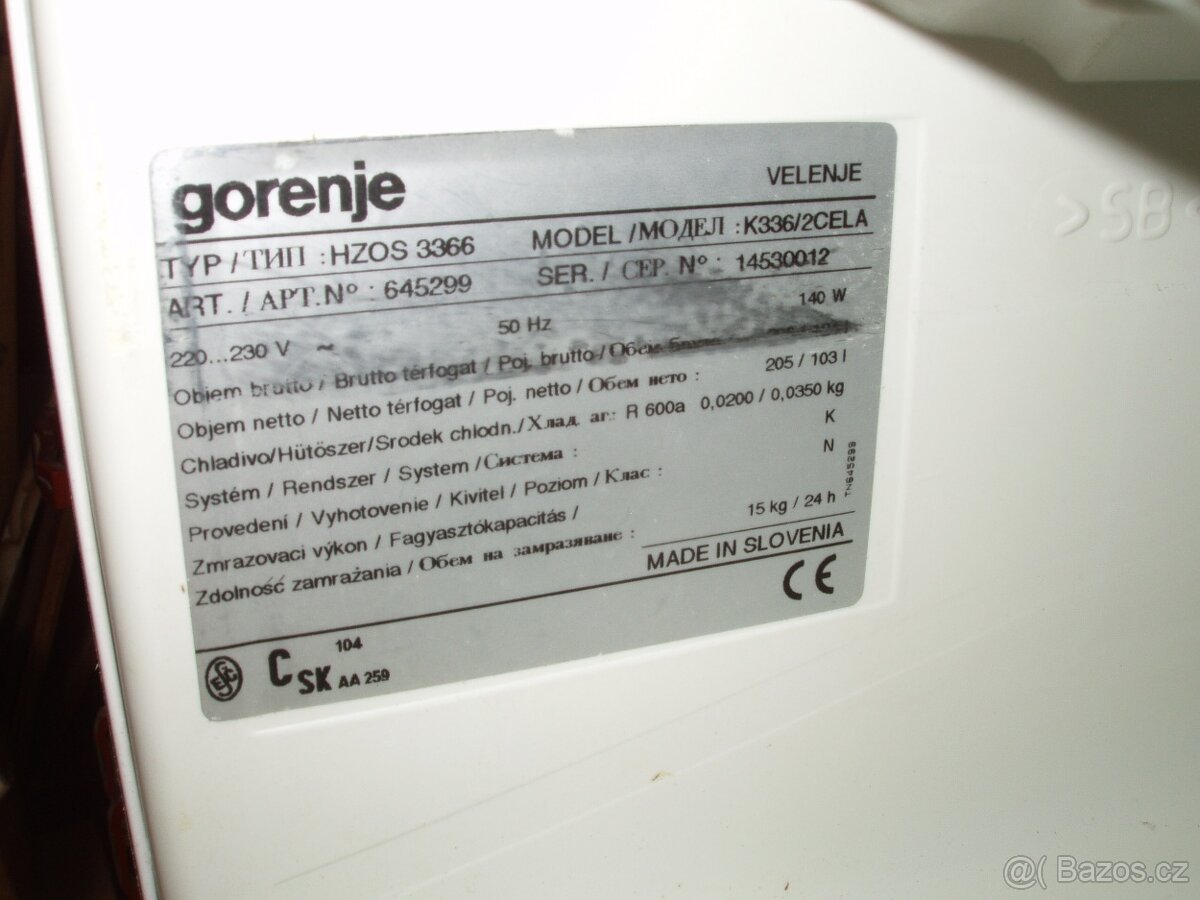 gorenje VELENJE
TYP / ТИП : HZOS 3366 MODEL / МОДЕЛ : K336/2CELA
ART. / АРТ. N° : 645299 SER. / СЕР. N° : 14530012
220...230 V ~ 50 Hz 140 W
Objem brutto / Brutto térfogat / Poj. brutto / Обем
Objem netto / Netto térfogat / Poj. netto / Обем нето : 205 / 103 l
Chladivo/Hütöszer/Srodek chlodn./Хлад. аг.: R 600a 0,0200 / 0,0350 kg
Systém / Rendszer / System /Система : K
Provedení / Vyhotovenie / Kivitel / Poziom / Клас : N
Zmrazovaci výkon / Fagyasztókapacitás /
Zdolność zamrażania / Обем на замразяване : 15 kg / 24 h
TN645299
MADE IN SLOVENIA
CE
ESC CSK 104
AA 259
>SB
@( Bazos.cz